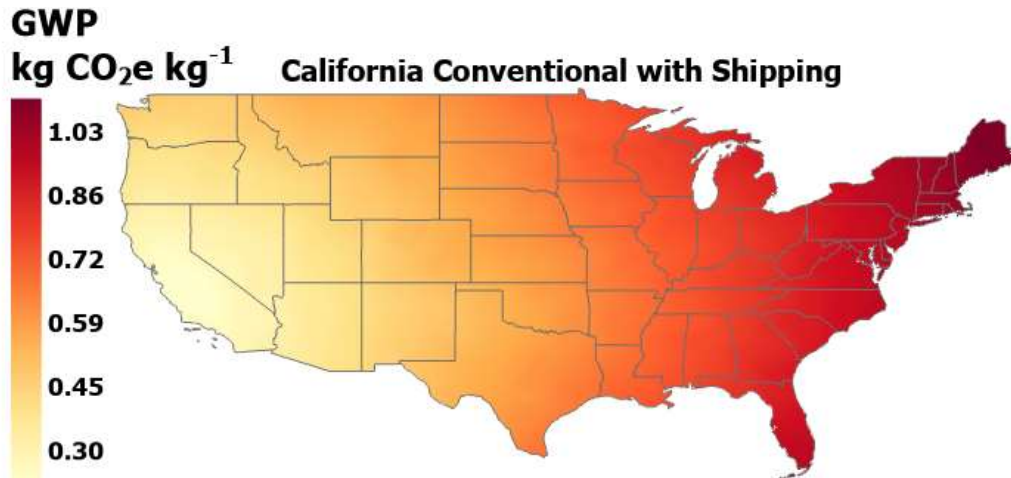 GWP
kg CO₂e kg⁻¹
California Conventional with Shipping
1.03
0.86
0.72
0.59
0.45
0.30